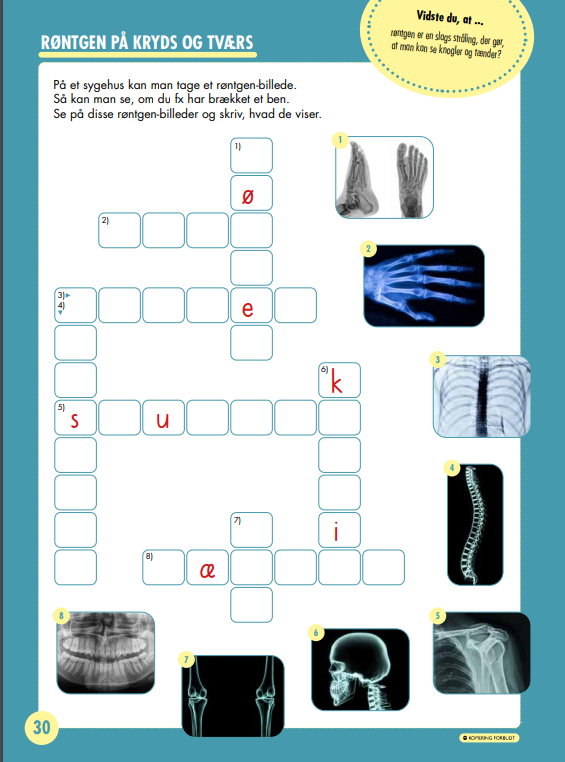 Vidste du, at ...
røntgen er en slags stråling, der gør,
at man kan se knogler og tænder?
RØNTGEN PÅ KRYDS OG TVÆRS
På et sygehus kan man tage et røntgen-billede.
Så kan man se, om du fx har brækket et ben.
Se på disse røntgen-billeder og skriv, hvad de viser.
1)
ø
2)
3)
4)
e
6) k
5) s
u
i
7)
8)
æ
1
2
3
4
5
6
7
8
30
KOPIERING FORBUDT